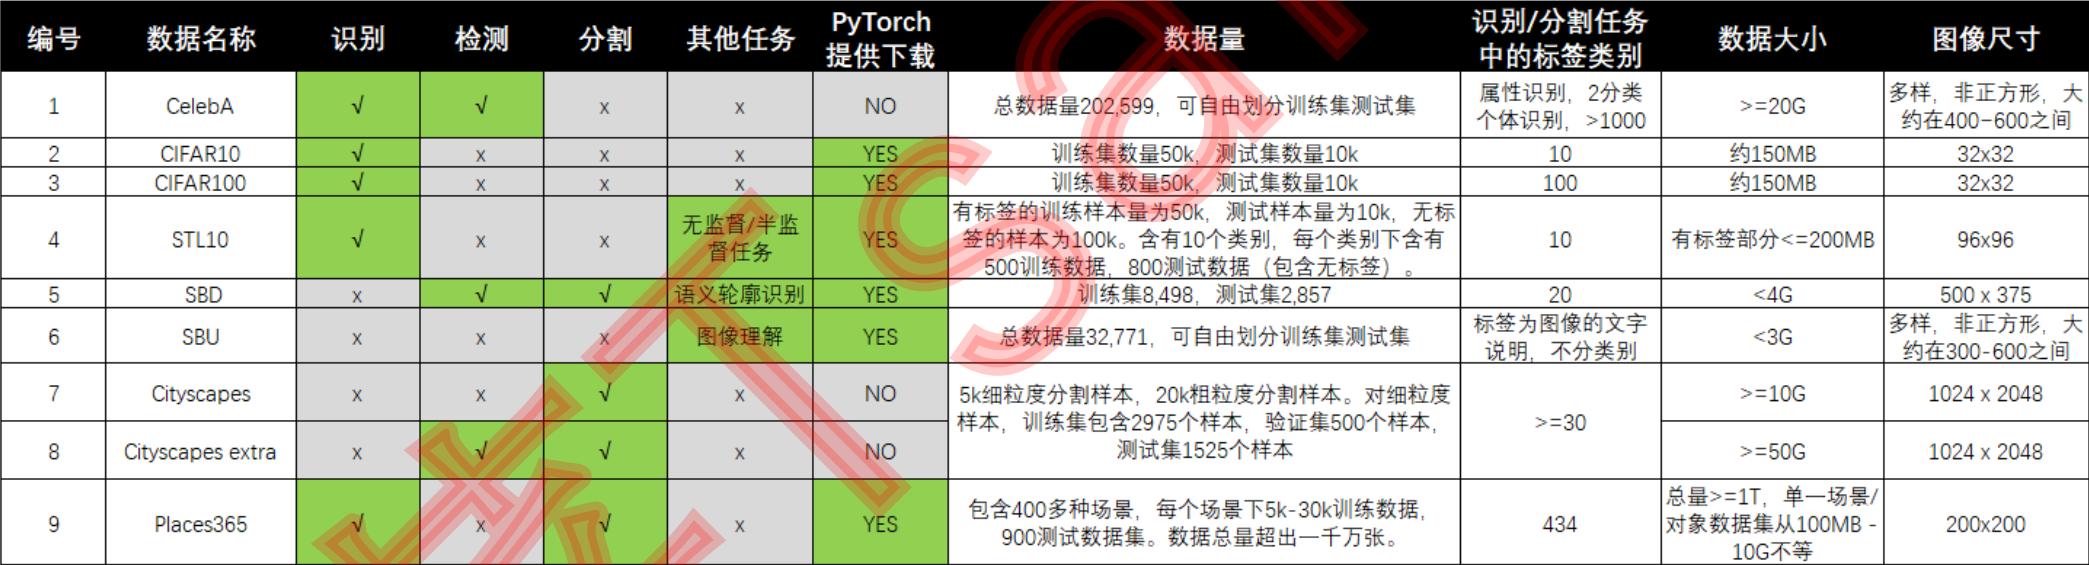 编号 数据名称 识别 检测 分割 其他任务 PyTorch 提供下载 数据量 识别/分割任务 中的标签类别 数据大小 图像尺寸
1 CelebA √ √ x x NO 总数据量202,599，可自由划分训练集测试集 属性识别，2分类 个体识别，>1000 >=20G 多样，非正方形，大 约在400-600之间
2 CIFAR10 √ x x x YES 训练集数量50k，测试集数量10k 10 约150MB 32x32
3 CIFAR100 √ x x x YES 训练集数量50k，测试集数量10k 100 约150MB 32x32
4 STL10 √ x x 无监督/半监 督任务 YES 有标签的训练样本量为50k，测试样本量为10k，无标 签的样本为100k。含有10个类别，每个类别下含有 500训练数据，800测试数据（包含无标签）。 10 有标签部分<=200MB 96x96
5 SBD x √ √ 语义轮廓识别 YES 训练集8,498，测试集2,857 20 <4G 500 x 375
6 SBU x x x 图像理解 YES 总数据量32,771，可自由划分训练集测试集 标签为图像的文字 说明，不分类别 <3G 多样，非正方形，大 约在300-600之间
7 Cityscapes x x √ x NO 5k细粒度分割样本，20k粗粒度分割样本。对细粒度 样本，训练集包含2975个样本，验证集500个样本， 测试集1525个样本 >=30 >=10G 1024 x 2048
8 Cityscapes extra x √ √ x NO >=50G 1024 x 2048
9 Places365 √ x √ x YES 包含400多种场景，每个场景下5k-30k训练数据， 900测试数据集。数据总量超出一千万张。 434 总量>=1T，单一场景/ 对象数据集从100MB - 10G不等 200x200